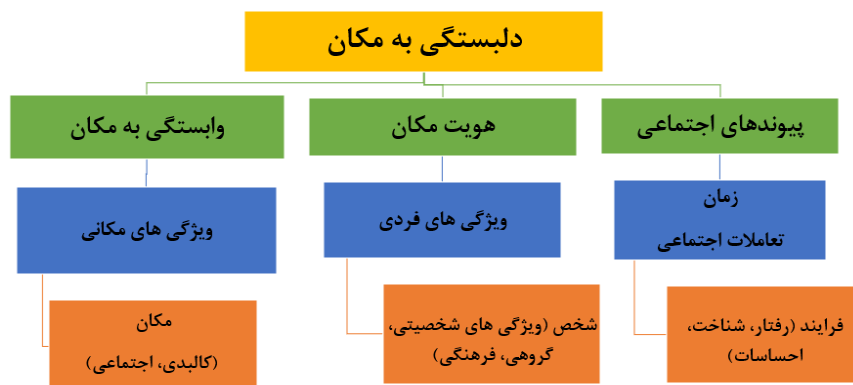 دلبستگی به مکان
پیوندهای اجتماعی
هویت مکان
وابستگی به مکان
زمان
تعاملات اجتماعی
ویژگی های فردی
ویژگی های مکانی
فرایند (رفتار، شناخت،
احساسات)
شخص (ویژگی های شخصیتی،
گروهی، فرهنگی)
مکان
(کالبدی، اجتماعی)